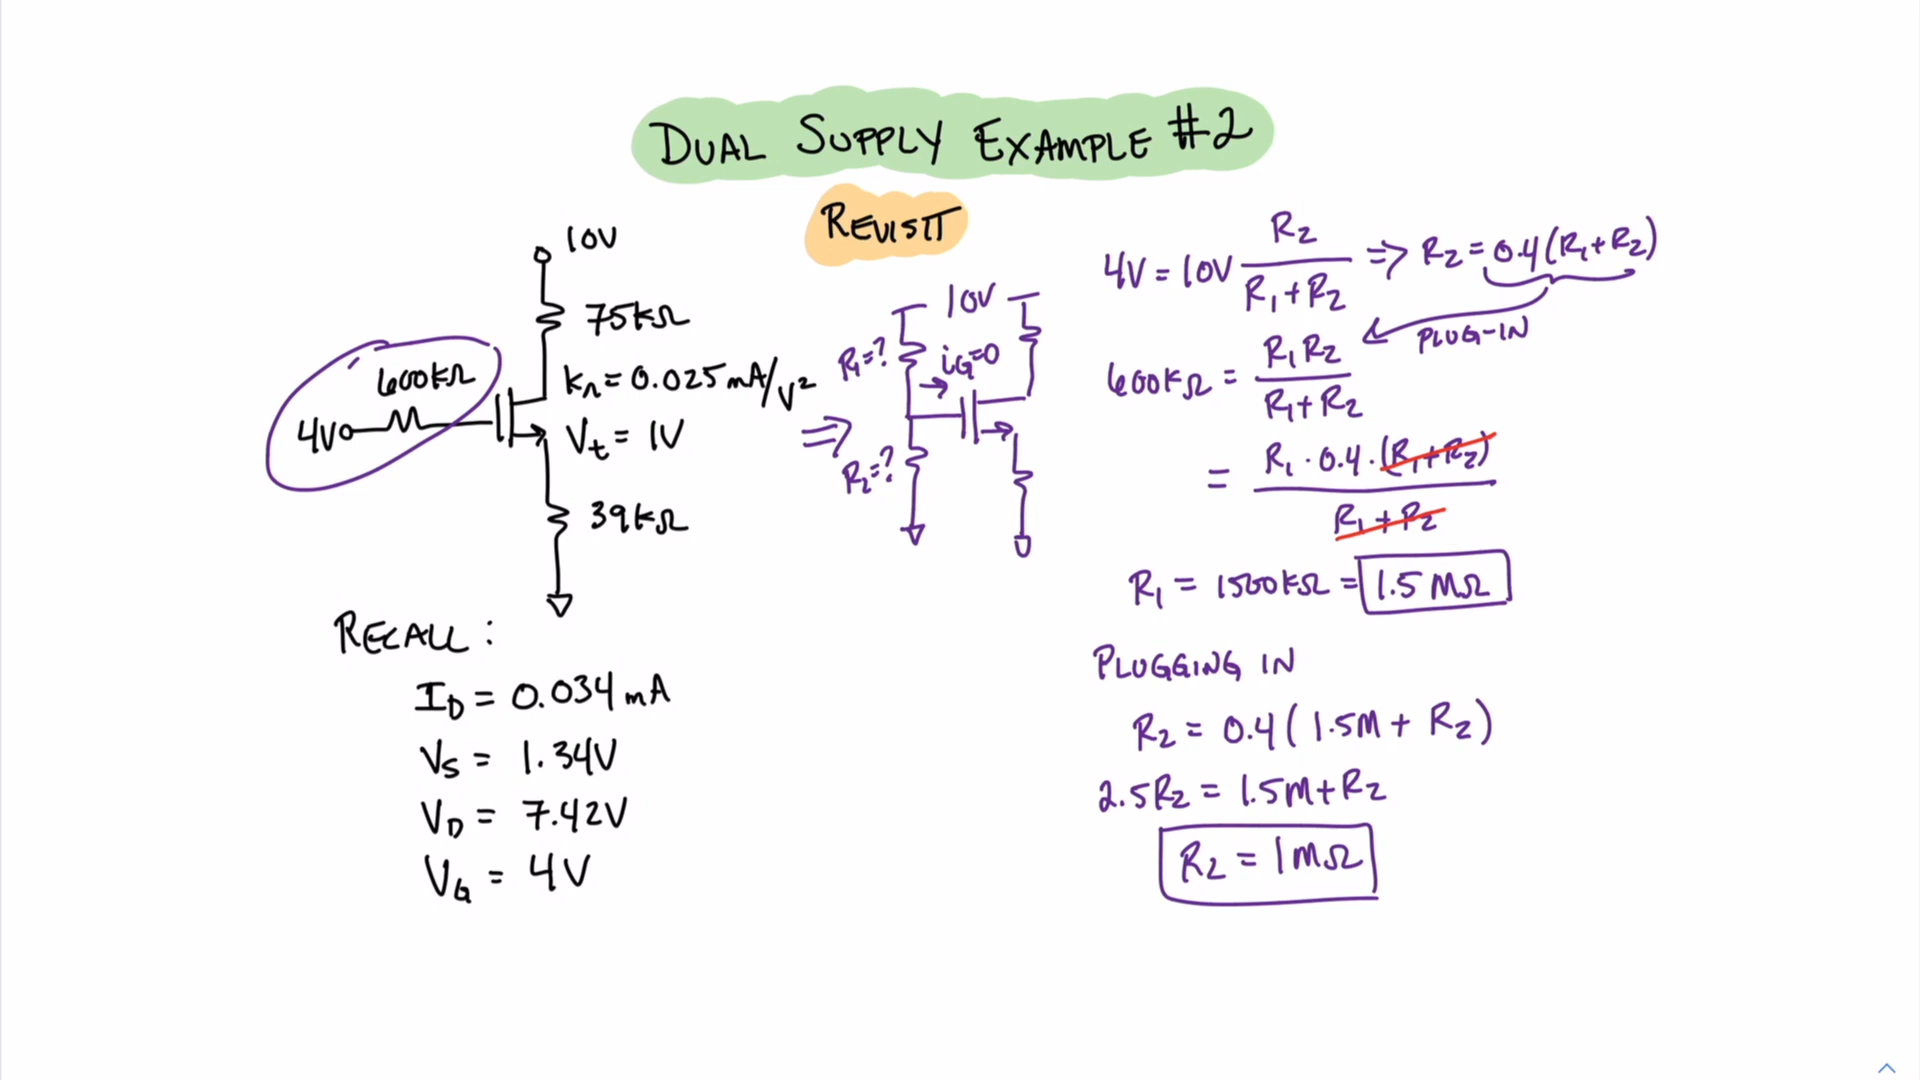 DUAL SUPPLY EXAMPLE #2
REVISIT
10V
75kΩ
600kΩ
4V
kn = 0.025 mA/V²
Vt = 1V
39kΩ
RECALL:
ID = 0.034 mA
VS = 1.34V
VD = 7.42V
VG = 4V
⇒
10V
R1=?
iG=0
R2=?
4V = 10V R2/(R1+R2) ⇒ R2 = 0.4(R1+R2)
PLUG-IN
600kΩ = R1R2/(R1+R2)
= R1·0.4·(R1+R2)/(R1+R2)
R1 = 1500kΩ = 1.5 MΩ
PLUGGING IN
R2 = 0.4(1.5M + R2)
2.5R2 = 1.5M+R2
R2 = 1MΩ